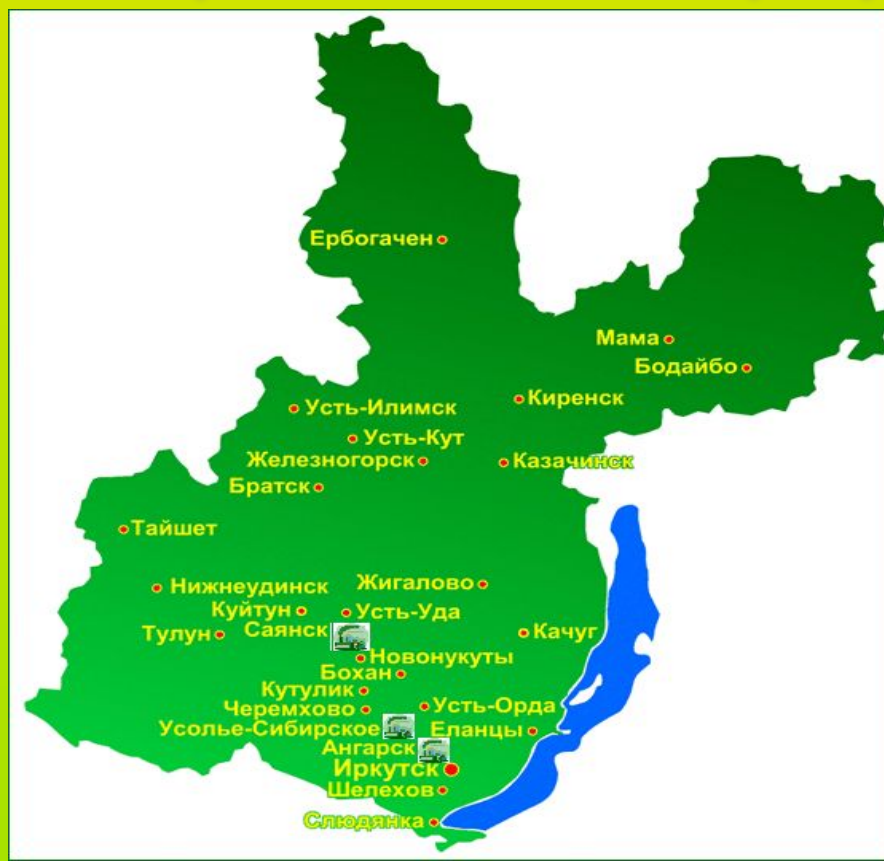 Ербогачен
Мама
Бодайбо
Киренск
Усть-Илимск
Усть-Кут
Железногорск
Казачинск
Братск
Тайшет
Нижнеудинск
Жигалово
Куйтун
Усть-Уда
Саянск
Тулун
Качуг
Новонукуты
Бохан
Кутулик
Черемхово
Усть-Орда
Усолье-Сибирское
Еланцы
Ангарск
Иркутск
Шелехов
Слюдянка